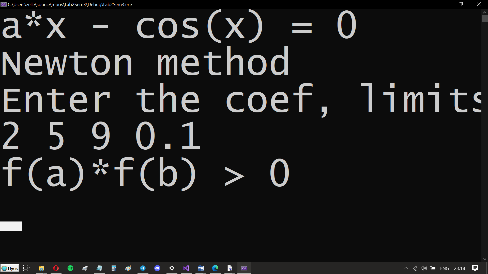 a*x - cos(x) = 0
Newton method
Enter the coef, limits
2 5 9 0.1
f(a)*f(b) > 0